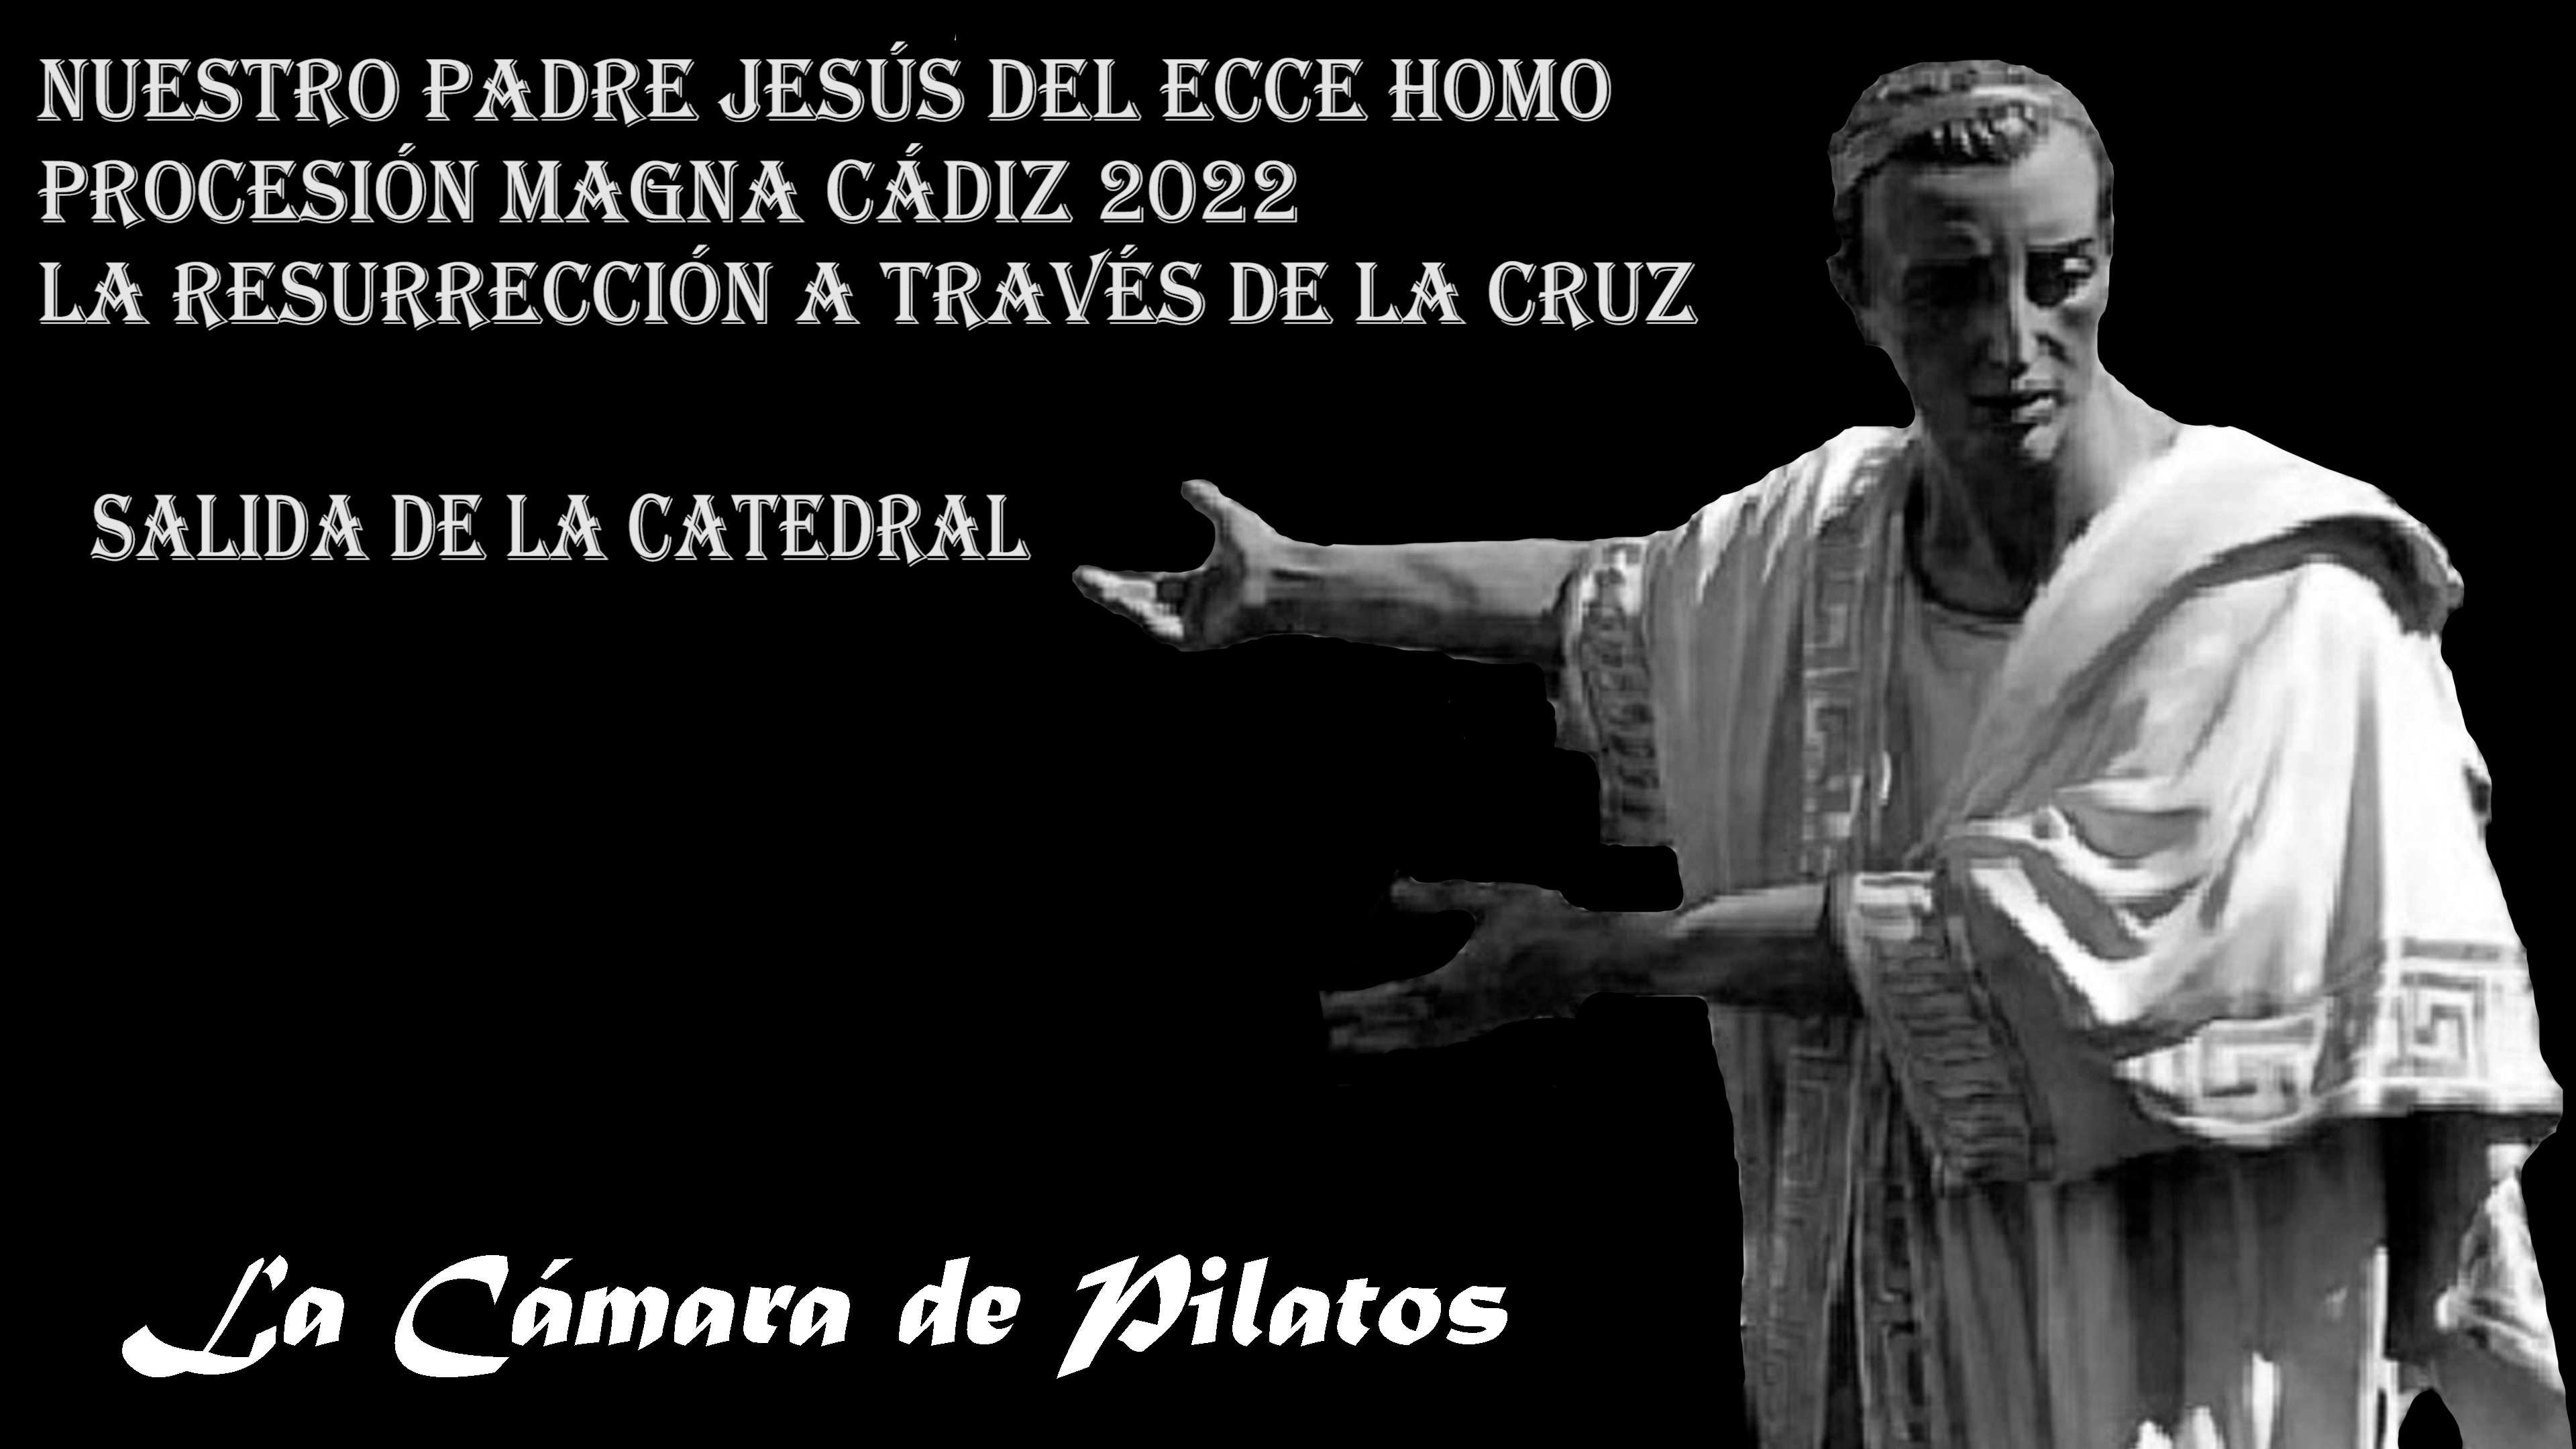 NUESTRO PADRE JESÚS DEL ECCE HOMO
PROCESIÓN MAGNA CÁDIZ 2022
LA RESURRECCIÓN A TRAVÉS DE LA CRUZ
SALIDA DE LA CATEDRAL
La Cámara de Pilatos